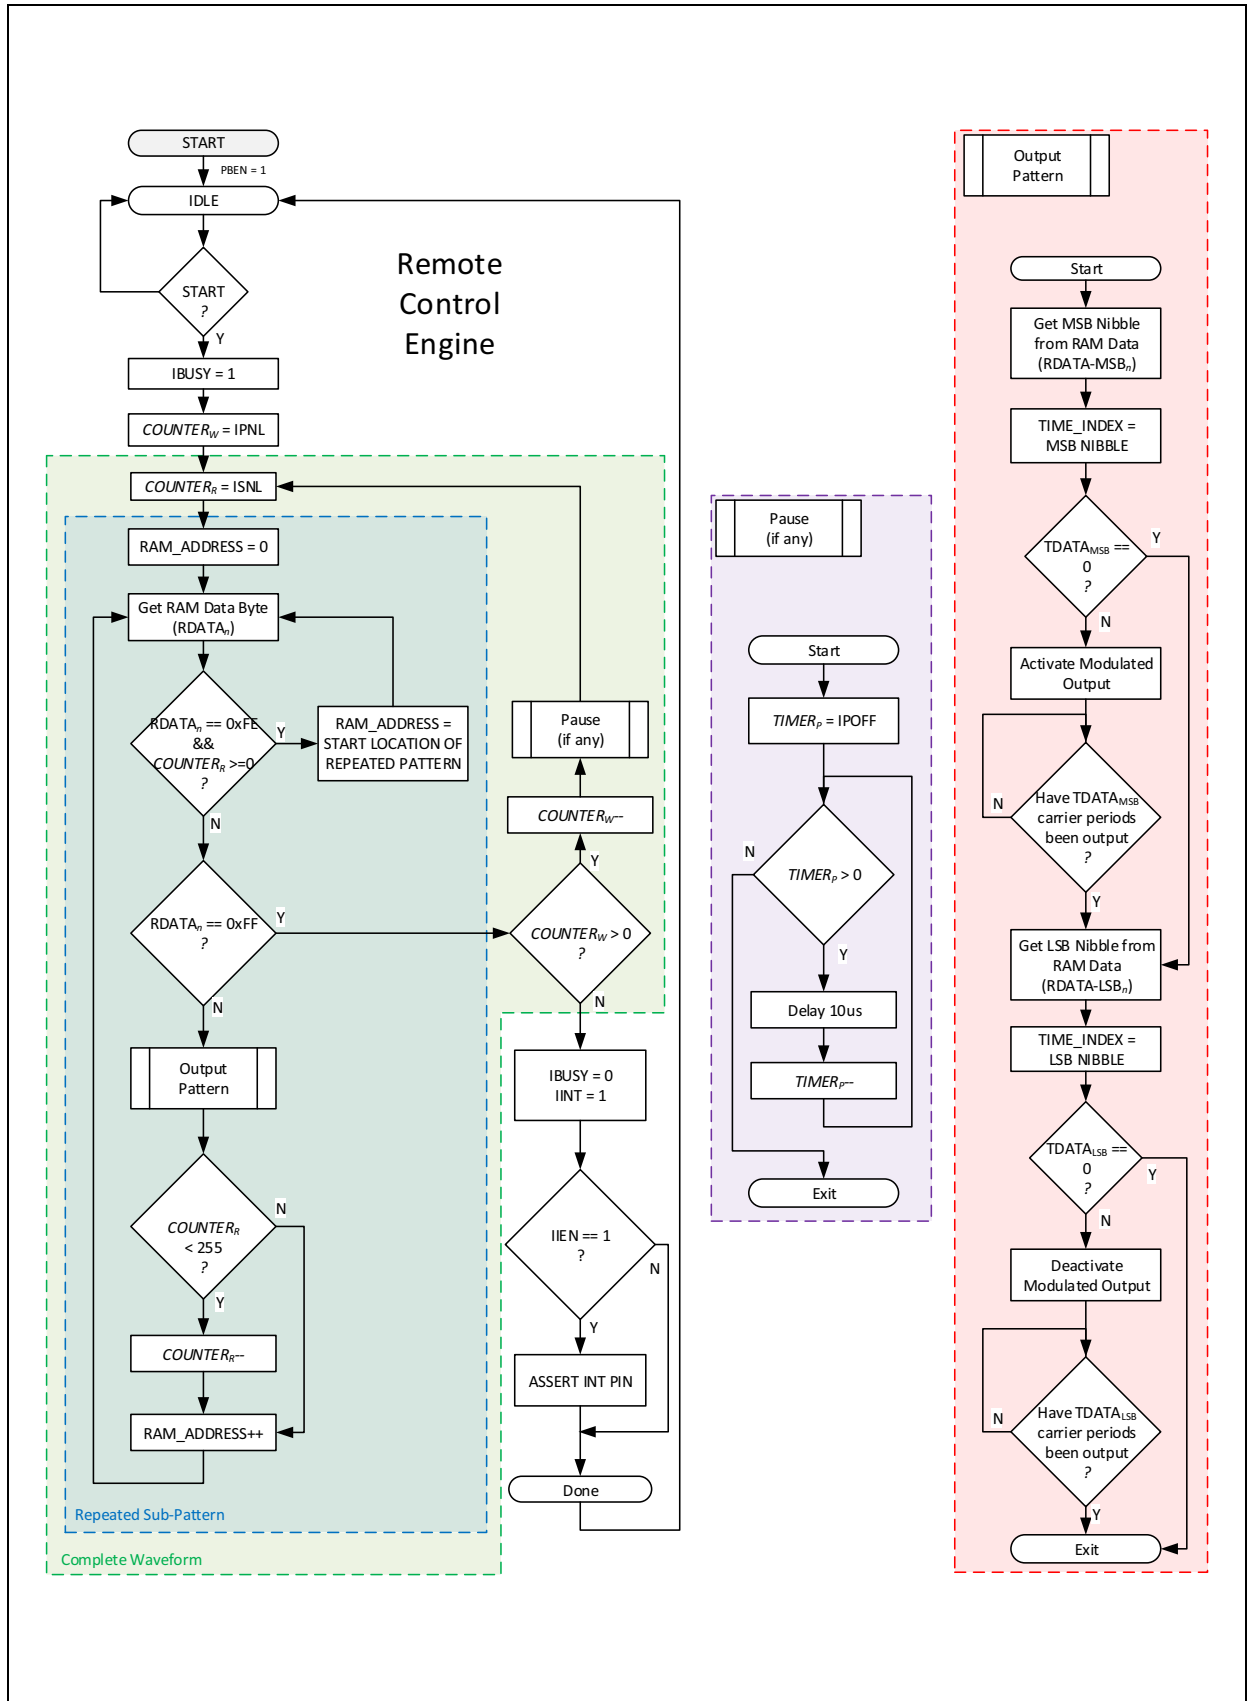 START
PBEN = 1
IDLE
Remote
Control
Engine
START
?
Y
IBUSY = 1
COUNTERW = IPNL
COUNTERR = ISNL
RAM_ADDRESS = 0
Get RAM Data Byte
(RDATAn)
RDATAn == 0xFE
&&
COUNTERR >=0
?
Y
N
RAM_ADDRESS =
START LOCATION OF
REPEATED PATTERN
RDATAn == 0xFF
?
Y
N
Output
Pattern
COUNTERR
< 255
?
N
Y
COUNTERR--
RAM_ADDRESS++
Repeated Sub-Pattern
Complete Waveform
Pause
(if any)
COUNTERW--
Y
COUNTERW > 0
?
N
IBUSY = 0
IINT = 1
IIEN == 1
?
N
Y
ASSERT INT PIN
Done
Pause
(if any)
Start
TIMERP = IPOFF
N
TIMERP > 0
Y
Delay 10us
TIMERP--
Exit
Output
Pattern
Start
Get MSB Nibble
from RAM Data
(RDATA-MSBn)
TIME_INDEX =
MSB NIBBLE
TDATAMSB ==
0
?
Y
N
Activate Modulated
Output
Have TDATAMSB
carrier periods
been output
?
N
Y
Get LSB Nibble from
RAM Data
(RDATA-LSBn)
TIME_INDEX =
LSB NIBBLE
TDATALSB ==
0
?
Y
N
Deactivate
Modulated Output
Have TDATALSB
carrier periods
been output
?
N
Y
Exit